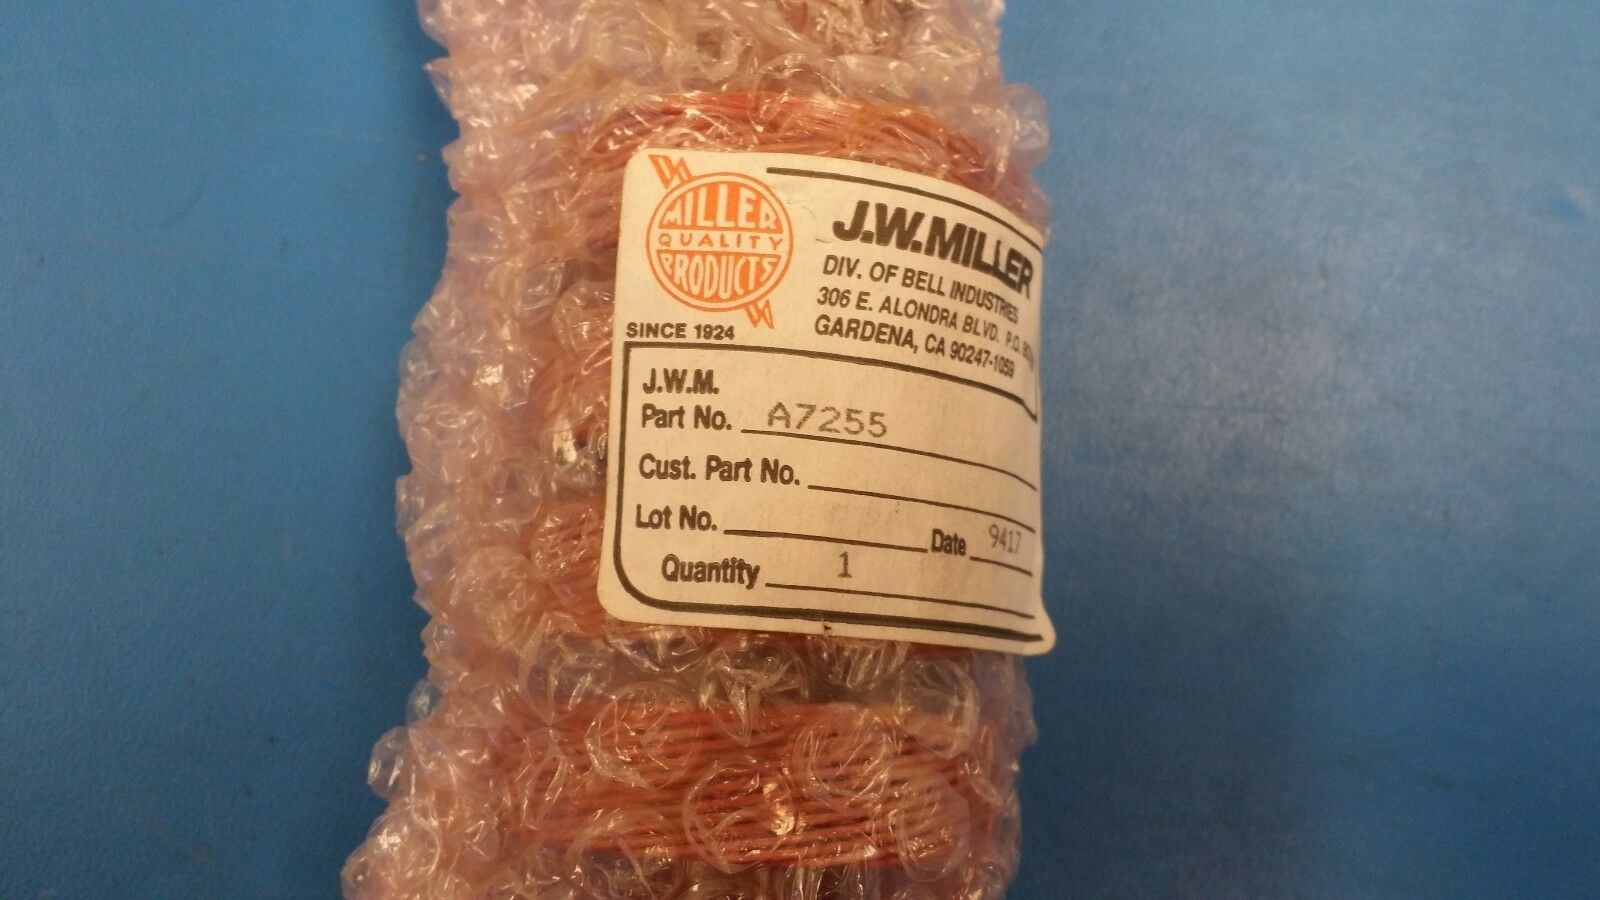 MILLER
QUALITY
PRODUCTS
SINCE 1924
J.W.MILLER
DIV. OF BELL INDUSTRIES
306 E. ALONDRA BLVD. P.O.
GARDENA, CA 90247-1059
J.W.M.
Part No. A7255
Cust. Part No.
Lot No. Date 9417
Quantity 1